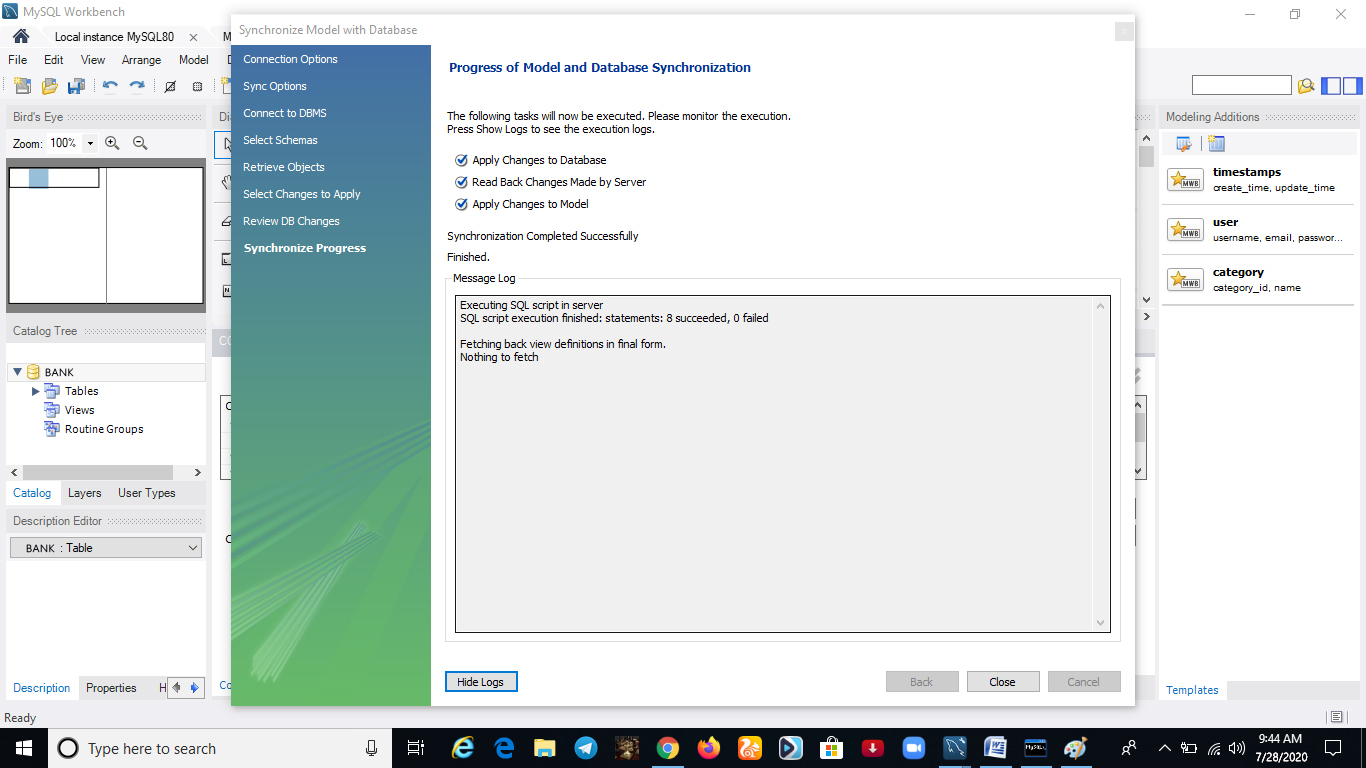 MySQL Workbench
Local instance MySQL80
File Edit View Arrange Model
Bird's Eye
Zoom: 100%
Catalog Tree
BANK
Tables
Views
Routine Groups
Catalog Layers User Types
Description Editor
BANK : Table
Description Properties H
Ready
Synchronize Model with Database
Connection Options
Sync Options
Connect to DBMS
Select Schemas
Retrieve Objects
Select Changes to Apply
Review DB Changes
Synchronize Progress
Progress of Model and Database Synchronization
The following tasks will now be executed. Please monitor the execution.
Press Show Logs to see the execution logs.
Apply Changes to Database
Read Back Changes Made by Server
Apply Changes to Model
Synchronization Completed Successfully
Finished.
Message Log
Executing SQL script in server
SQL script execution finished: statements: 8 succeeded, 0 failed
Fetching back view definitions in final form.
Nothing to fetch
Hide Logs
Back
Close
Cancel
Modeling Additions
MWB
timestamps
create_time, update_time
MWB
user
username, email, passwor...
MWB
category
category_id, name
Templates
Type here to search
9:44 AM
7/28/2020